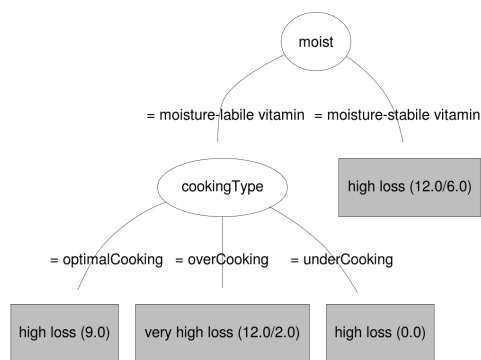 moist
= moisture-labile vitamin = moisture-stabile vitamin
cookingType
high loss (12.0/6.0)
= optimalCooking = overCooking = underCooking
high loss (9.0)
very high loss (12.0/2.0)
high loss (0.0)